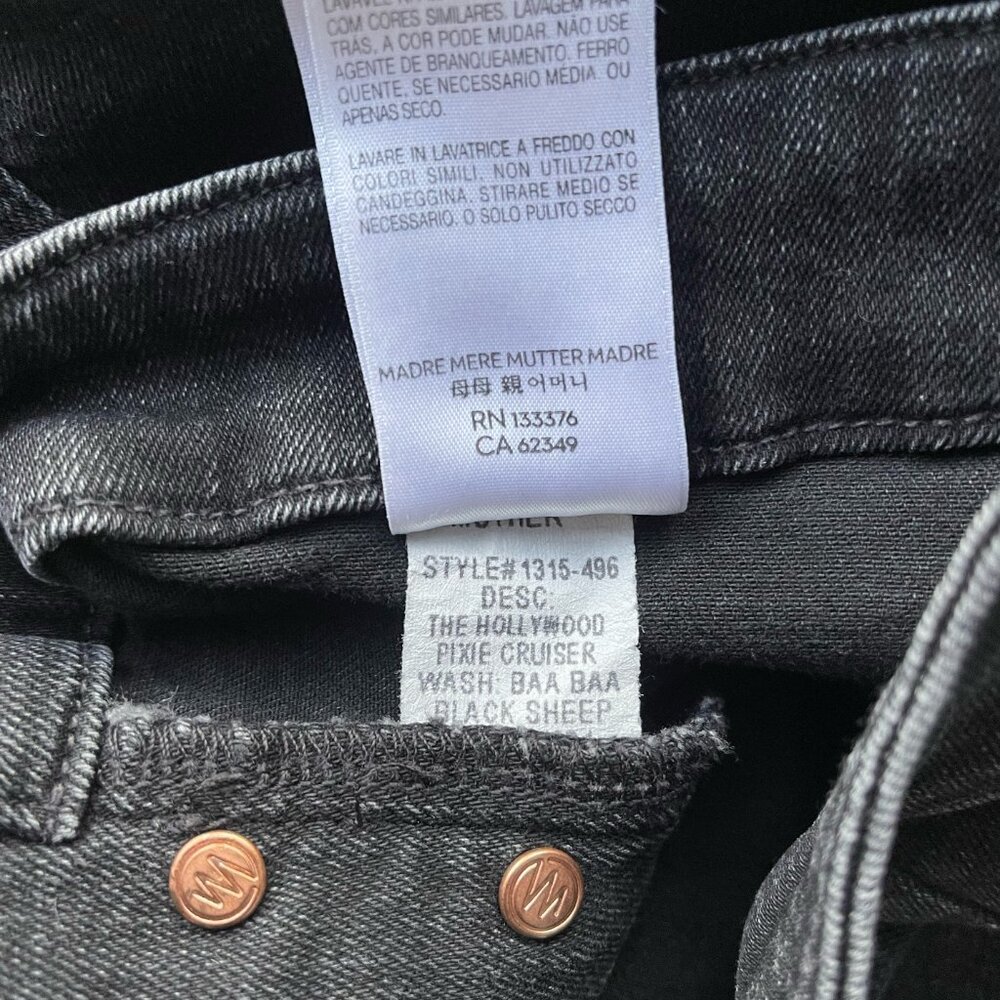 LAVAVEL
COM CORES SIMILARES. LAVAGEM PARA
TRÁS, A COR PODE MUDAR. NÃO USE
AGENTE DE BRANQUEAMENTO. FERRO
QUENTE, SE NECESSARIO MEDIA. OU
APENAS SECO.
LAVARE IN LAVATRICE A FREDDO CON
COLORI SIMILI. NON UTILIZZATO
CANDEGGINA. STIRARE MEDIO SE
NECESSARIO. O SOLO PULITO SECCO
MADRE MERE MUTTER MADRE
母母 親 어머니
RN 133376
CA 62349
MOTHER
STYLE# 1315-496
DESC:
THE HOLLYWOOD
PIXIE CRUISER
WASH: BAA BAA
BLACK SHEEP